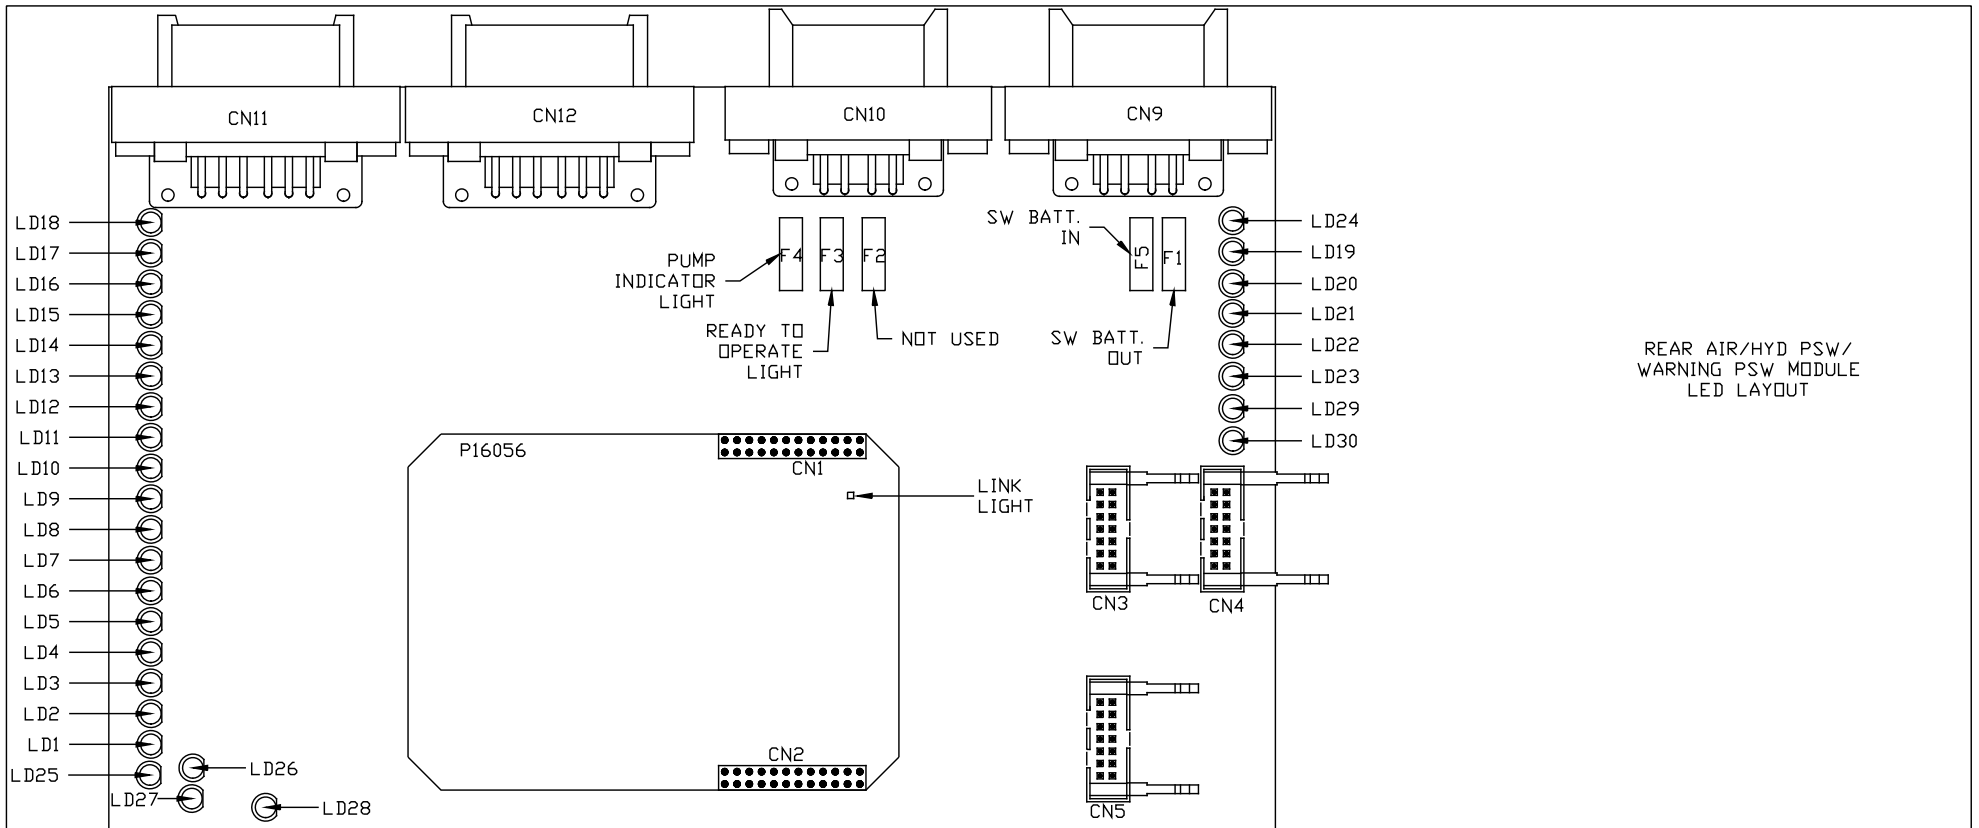 CN11
CN12
CN10
CN9
LD18
LD17
LD16
LD15
LD14
LD13
LD12
LD11
LD10
LD9
LD8
LD7
LD6
LD5
LD4
LD3
LD2
LD1
LD25
LD26
LD27
LD28
PUMP
INDICATOR
LIGHT
F4
F3
F2
READY TO
OPERATE
LIGHT
NOT USED
SW BATT.
IN
F5
F1
SW BATT.
OUT
LD24
LD19
LD20
LD21
LD22
LD23
LD29
LD30
P16056
CN1
LINK
LIGHT
CN2
CN3
CN4
CN5
REAR AIR/HYD PSW/
WARNING PSW MODULE
LED LAYOUT